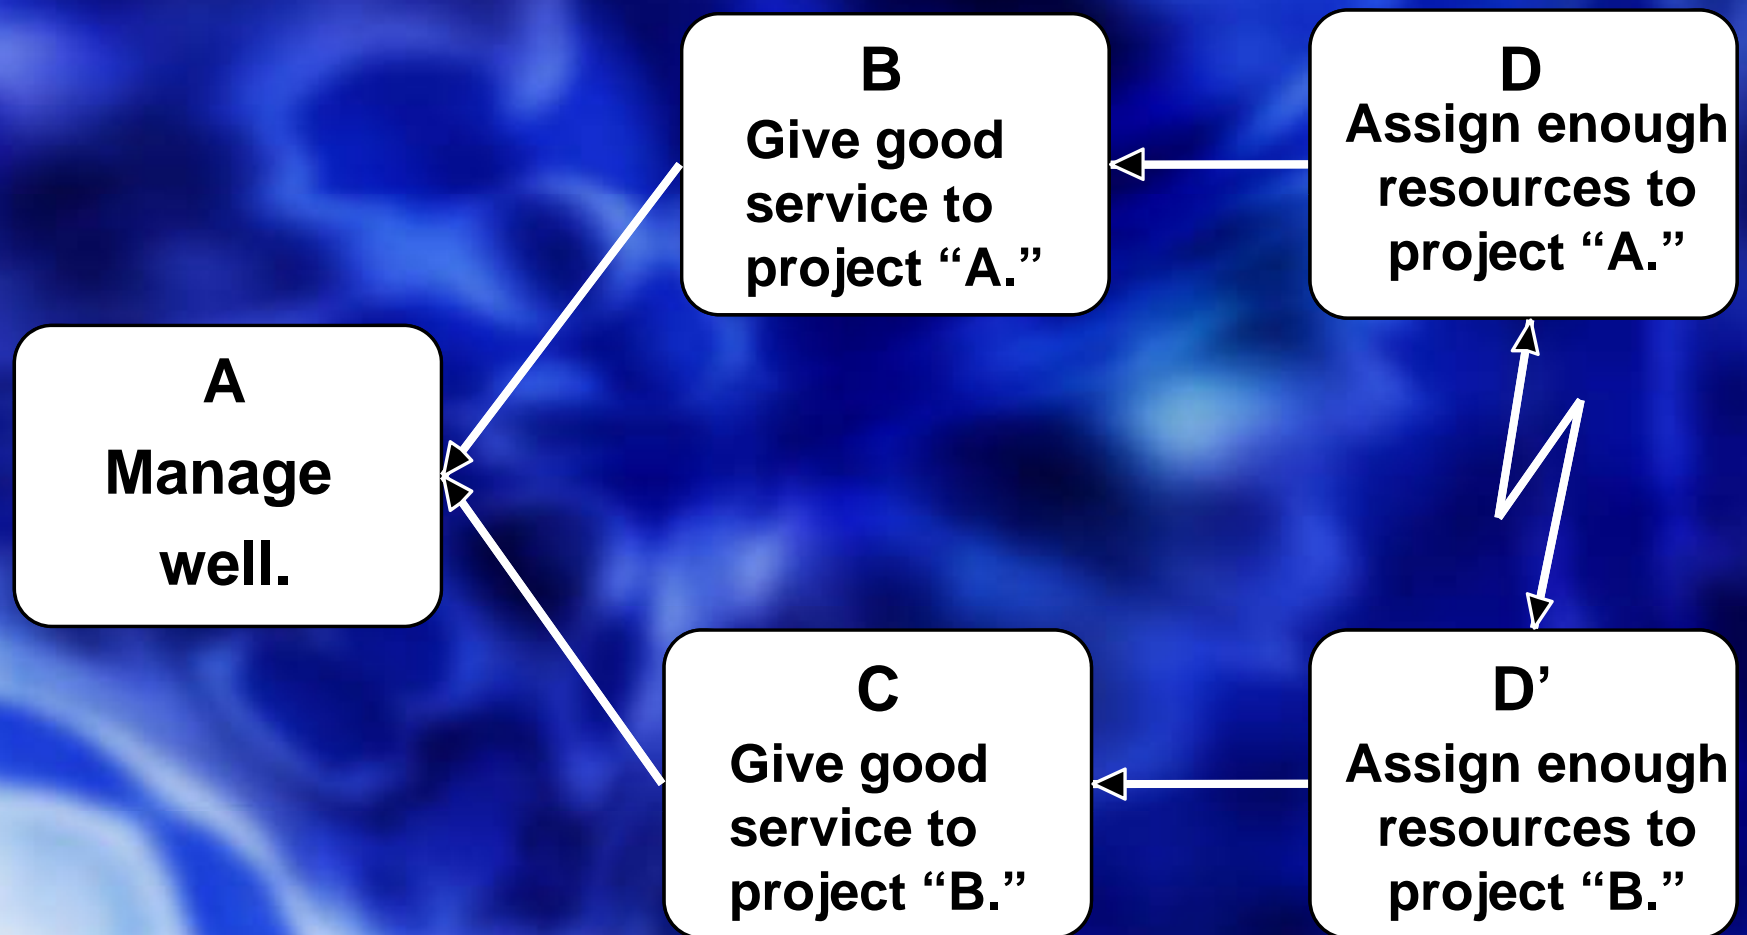 B
Give good
service to
project “A.”
D
Assign enough
resources to
project “A.”
A
Manage
well.
C
Give good
service to
project “B.”
D’
Assign enough
resources to
project “B.”